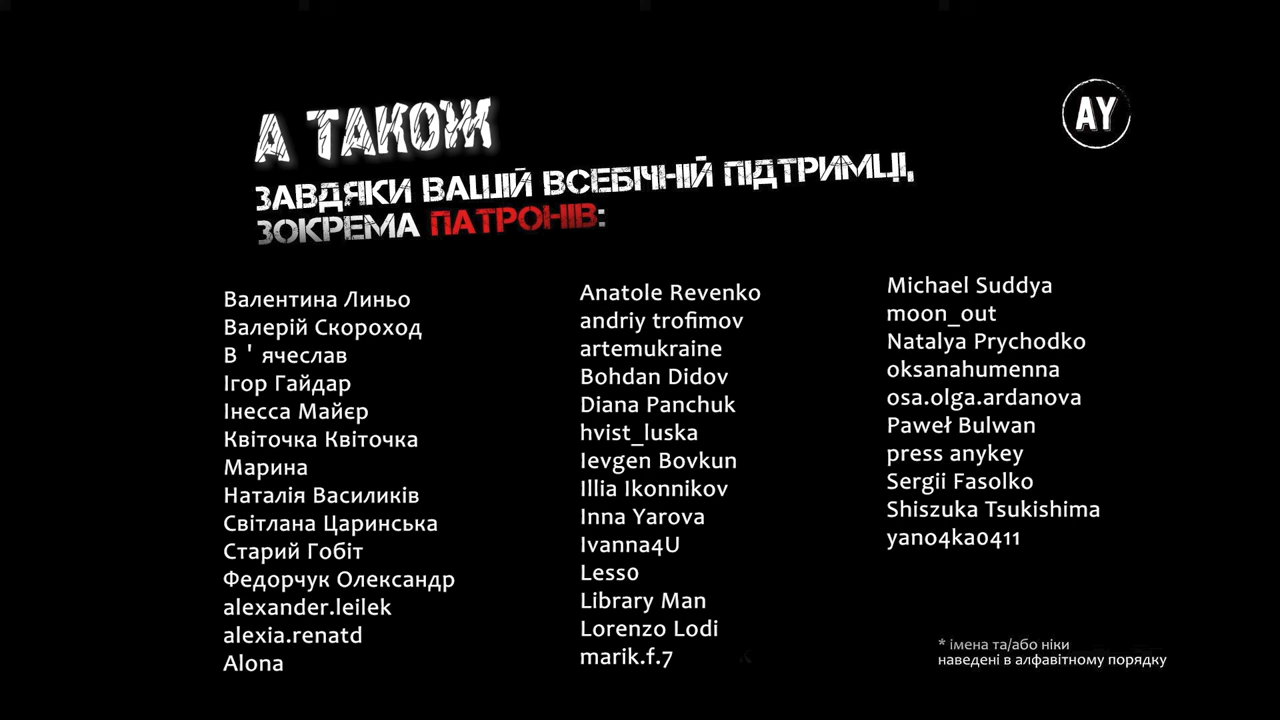 А ТАКОЖ
AY
ЗАВДЯКИ ВАШІЙ ВСЕБІЧНІЙ ПІДТРИМЦІ,
ЗОКРЕМА ПАТРОНІВ:
Валентина Линьо
Валерій Скороход
В ' ячеслав
Ігор Гайдар
Інесса Майєр
Квіточка Квіточка
Марина
Наталія Василиків
Світлана Царинська
Старий Гобіт
Федорчук Олександр
alexander.leilek
alexia.renatd
Alona
Anatole Revenko
andriy trofimov
artemukraine
Bohdan Didov
Diana Panchuk
hvist_luska
Ievgen Bovkun
Illia Ikonnikov
Inna Yarova
Ivanna4U
Less0
Library Man
Lorenzo Lodi
marik.f.7
Michael Suddya
moon_out
Natalya Prychodko
oksanahumenna
osa.olga.ardanova
Paweł Bulwan
press anykey
Sergii Fasolko
Shiszuka Tsukishima
yano4ka0411
* імена та/або ніки
наведені в алфавітному порядку